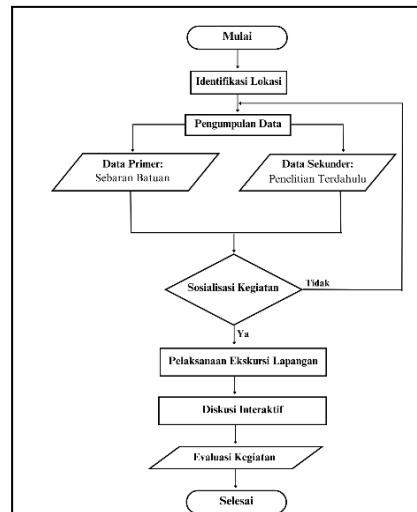 Mulai
Identifikasi Lokasi
Pengumpulan Data
Data Primer:
Sebaran Batuan
Data Sekunder:
Penelitian Terdahulu
Sosialisasi Kegiatan
Tidak
Ya
Pelaksanaan Ekskursi Lapangan
Diskusi Interaktif
Evaluasi Kegiatan
Selesai